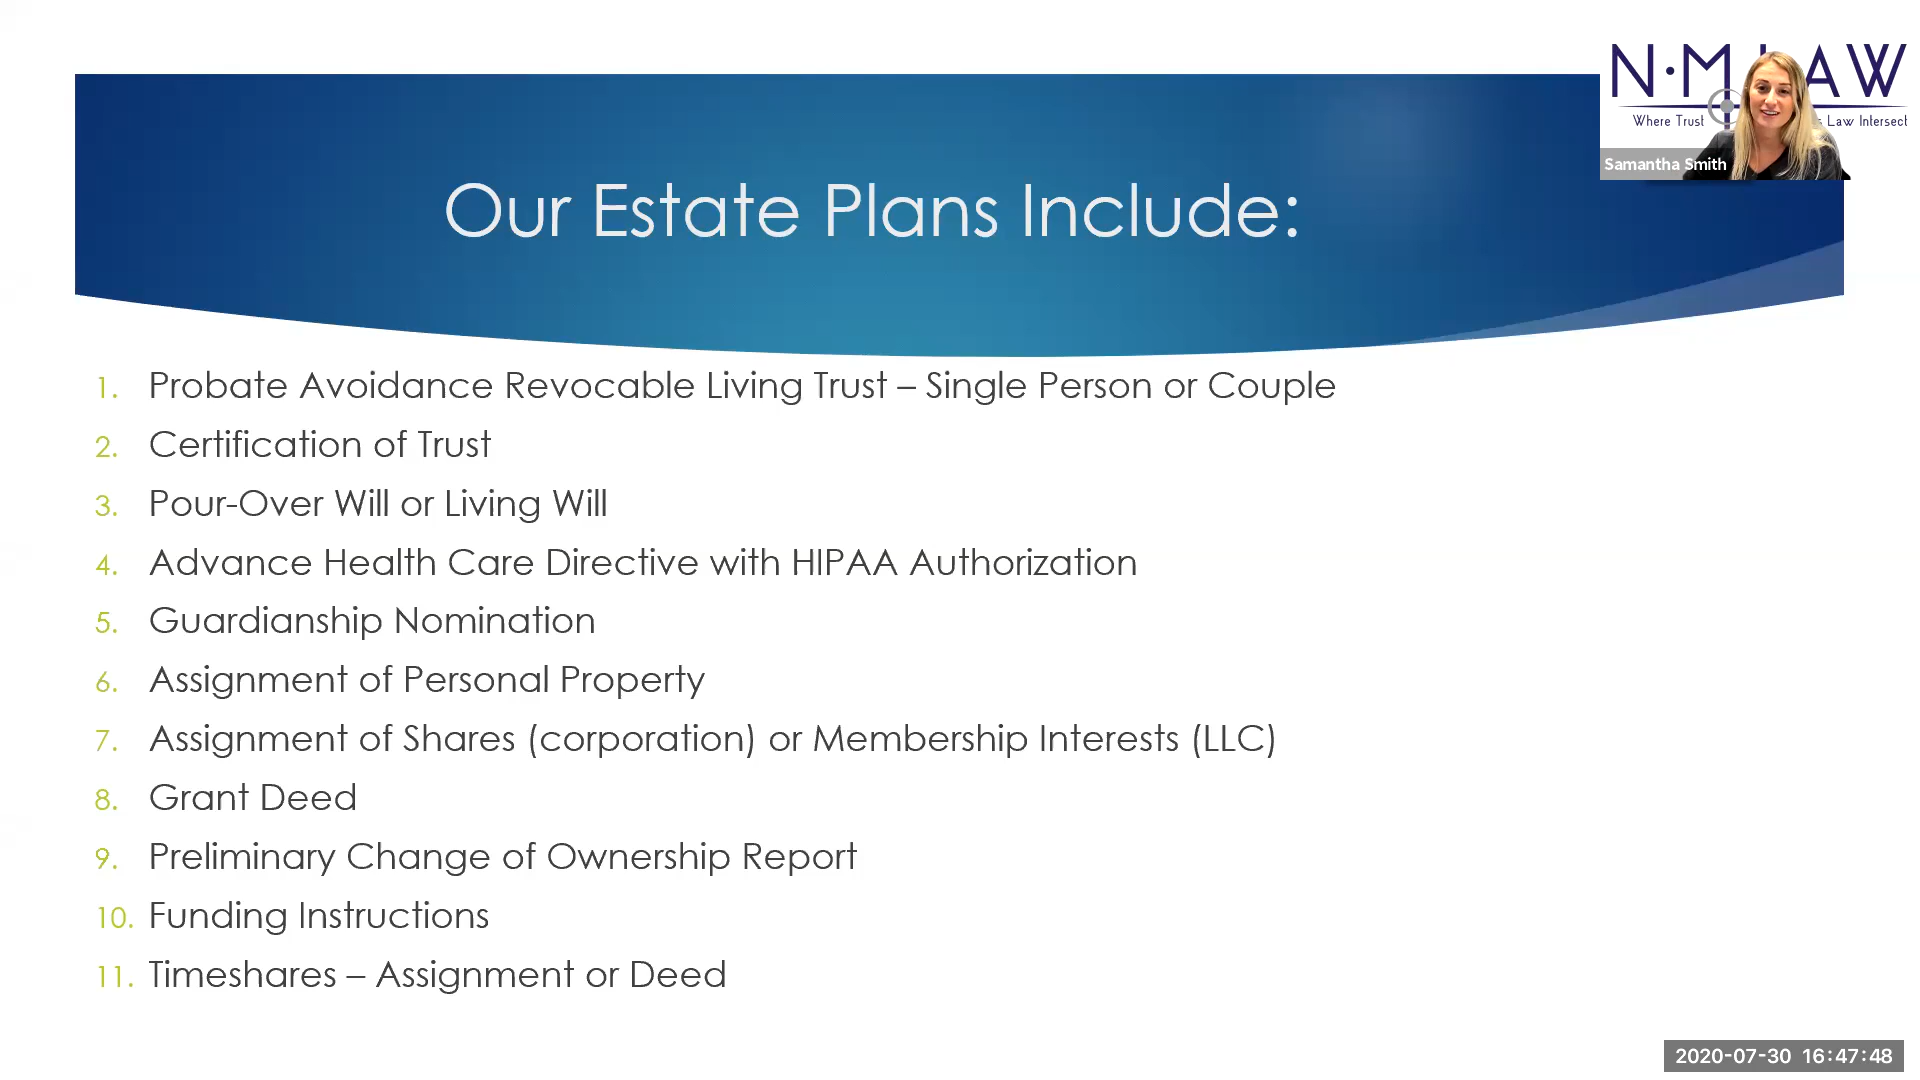 N·M LAW
Where Trust s Law Intersect
Samantha Smith
Our Estate Plans Include:
1. Probate Avoidance Revocable Living Trust – Single Person or Couple
2. Certification of Trust
3. Pour-Over Will or Living Will
4. Advance Health Care Directive with HIPAA Authorization
5. Guardianship Nomination
6. Assignment of Personal Property
7. Assignment of Shares (corporation) or Membership Interests (LLC)
8. Grant Deed
9. Preliminary Change of Ownership Report
10. Funding Instructions
11. Timeshares – Assignment or Deed
2020-07-30 16:47:48